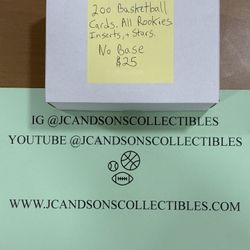 200 Basketball
Cards. All Rookies
Inserts, + Stars.
No Base
$25
IG @JCANDSONSCOLLECTIBLES
YOUTUBE @JCANDSONSCOLLECTIBLES
WWW.JCANDSONSCOLLECTIBLES.COM